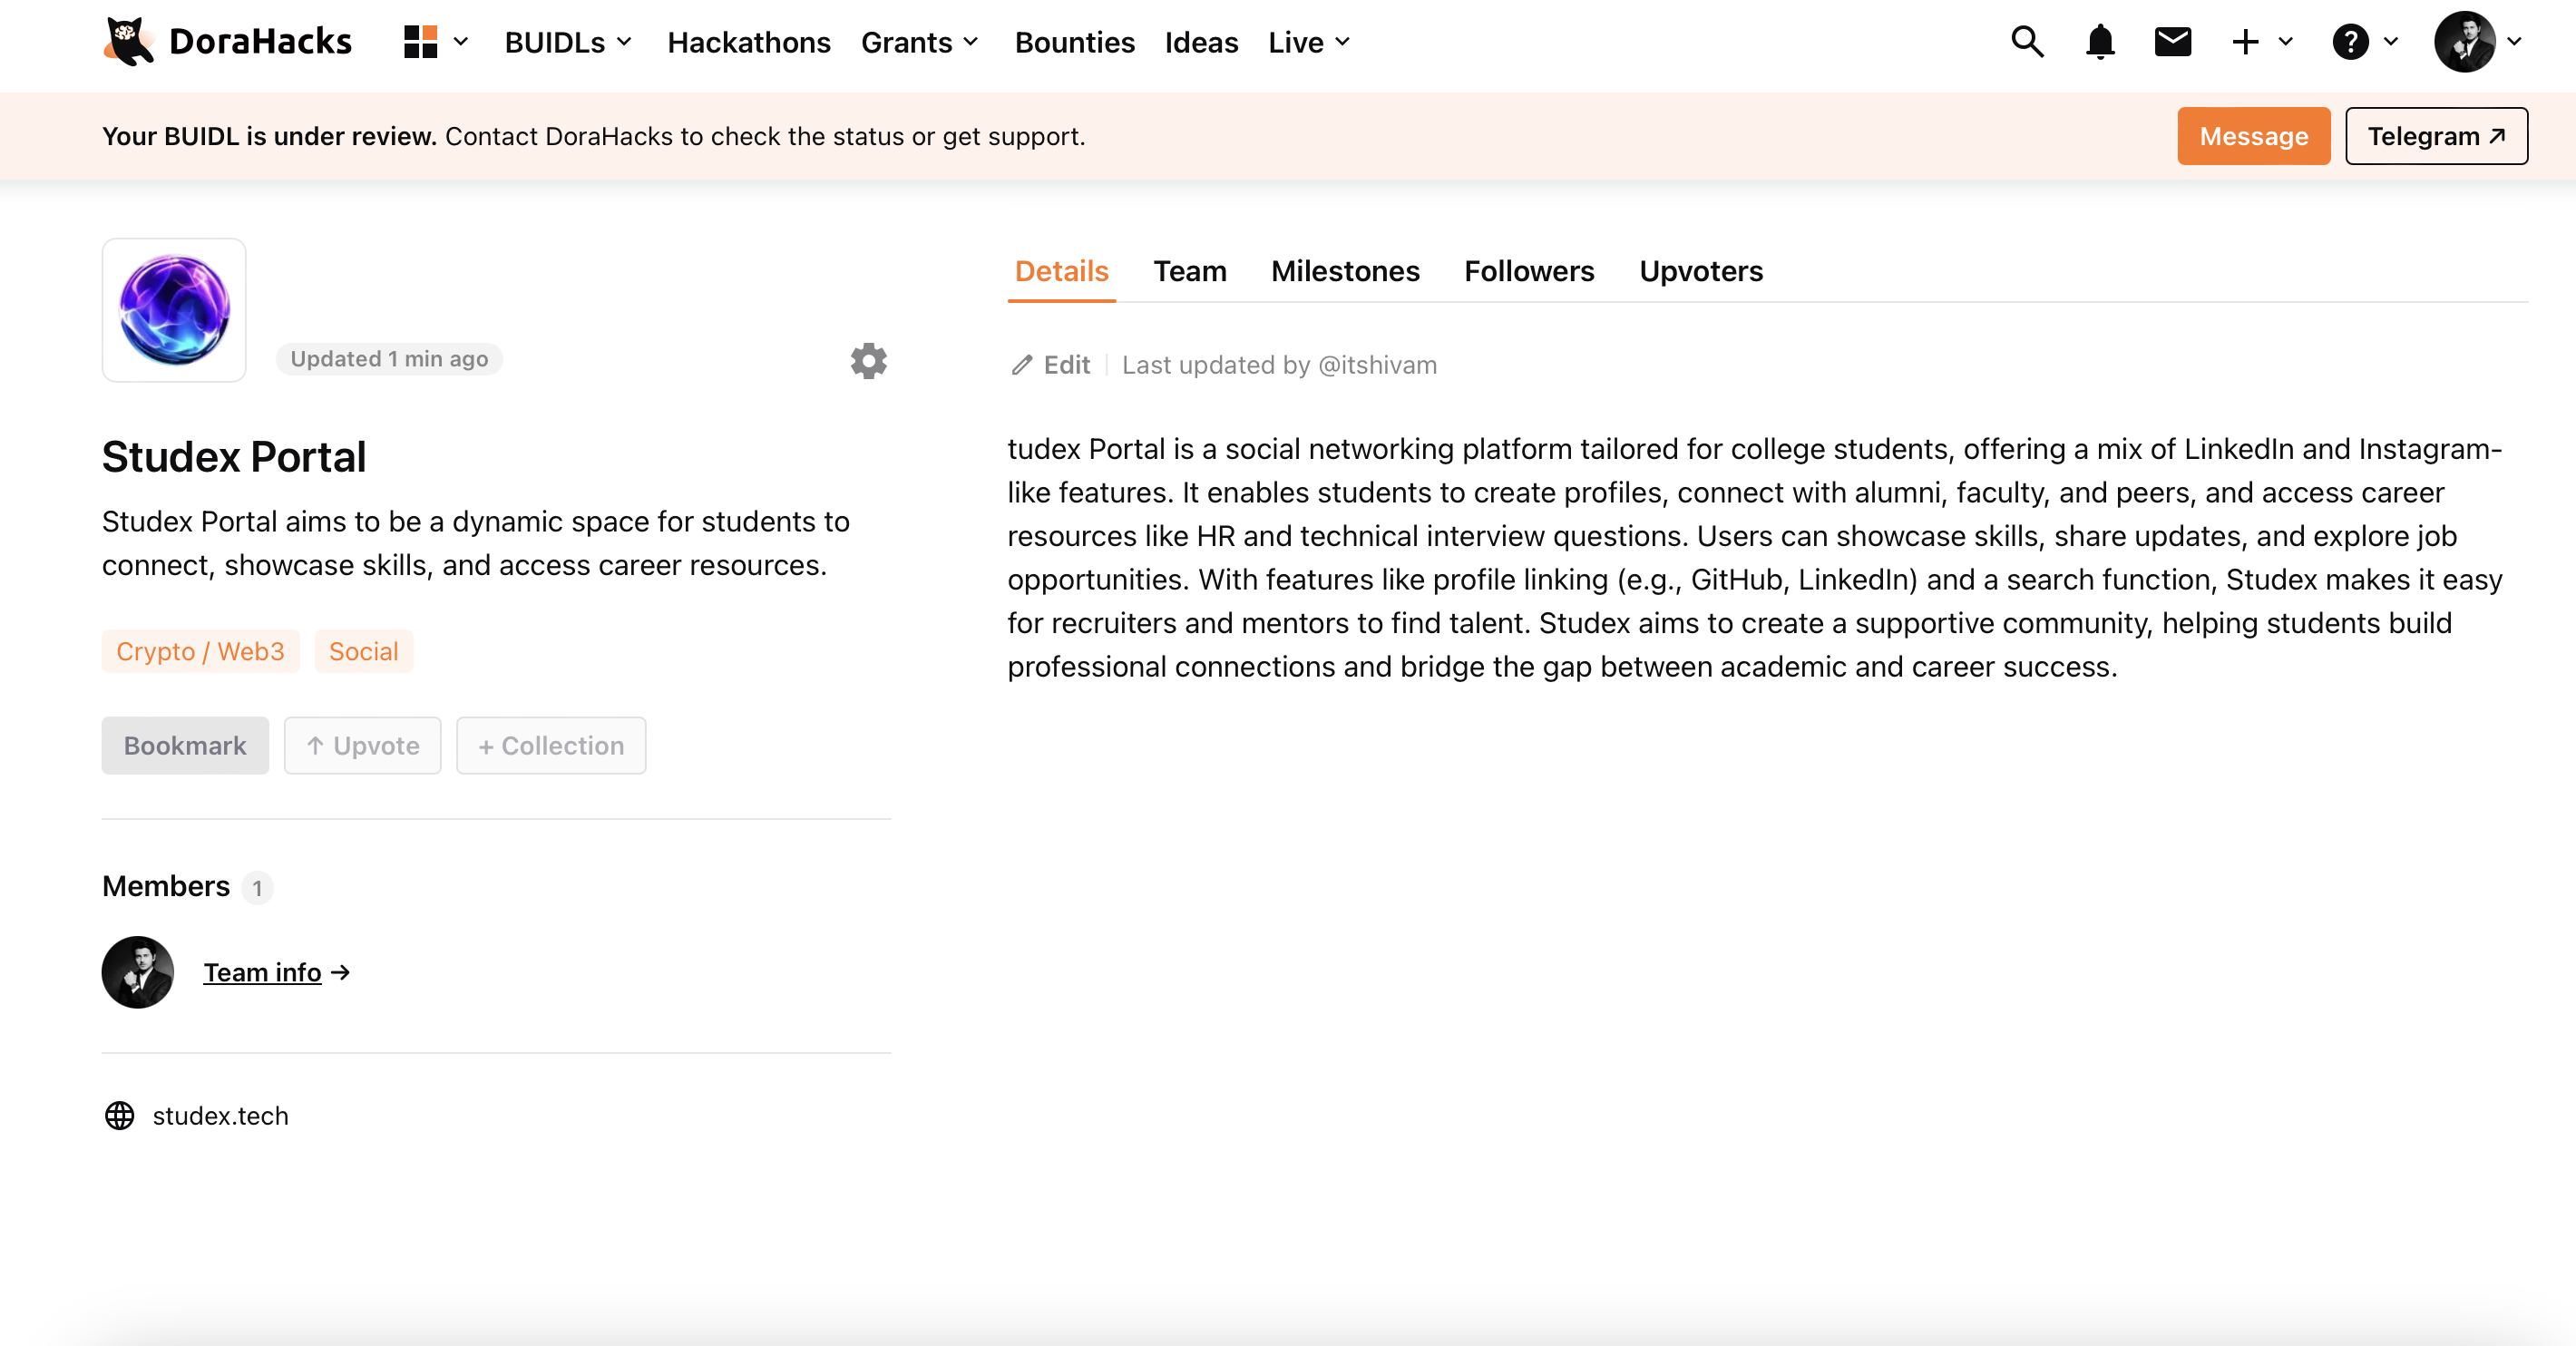 DoraHacks BUIDLs Hackathons Grants Bounties Ideas Live
Your BUIDL is under review. Contact DoraHacks to check the status or get support. Message Telegram
Updated 1 min ago
Studex Portal
Studex Portal aims to be a dynamic space for students to
connect, showcase skills, and access career resources.
Crypto / Web3 Social
Bookmark ↑ Upvote + Collection
Members 1
Team info →
studex.tech
Details Team Milestones Followers Upvoters
Edit Last updated by @itshivam
tudex Portal is a social networking platform tailored for college students, offering a mix of LinkedIn and Instagram-
like features. It enables students to create profiles, connect with alumni, faculty, and peers, and access career
resources like HR and technical interview questions. Users can showcase skills, share updates, and explore job
opportunities. With features like profile linking (e.g., GitHub, LinkedIn) and a search function, Studex makes it easy
for recruiters and mentors to find talent. Studex aims to create a supportive community, helping students build
professional connections and bridge the gap between academic and career success.